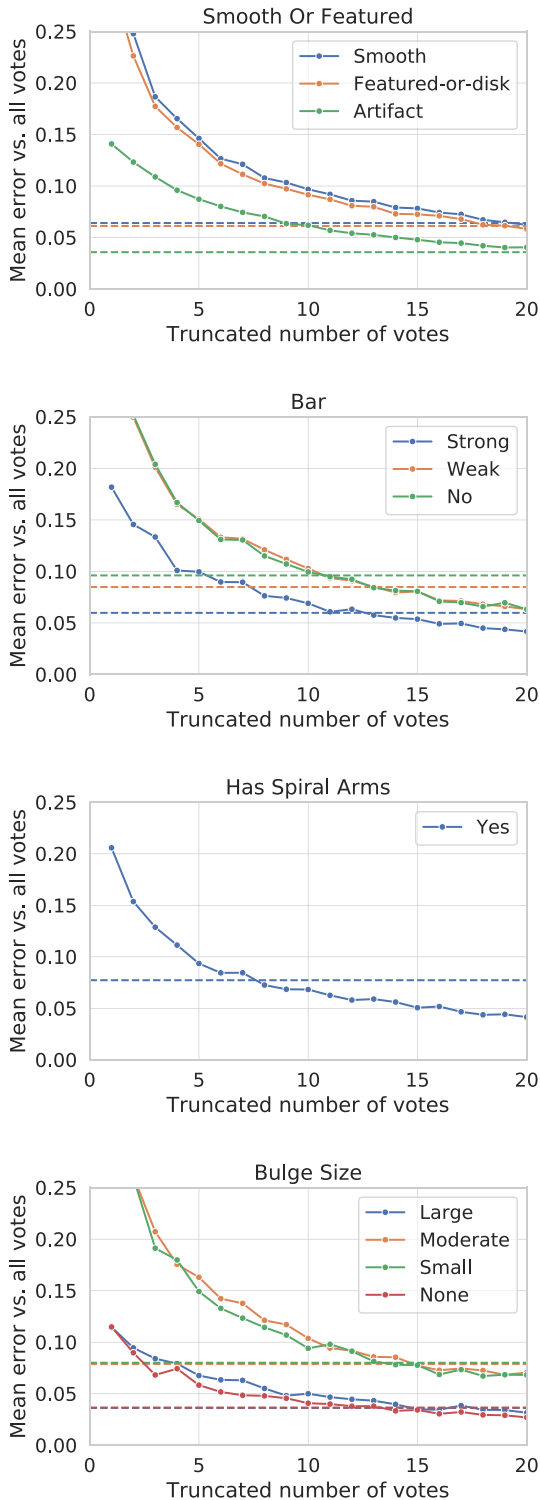 Smooth Or Featured
0.25
0.20
0.15
0.10
0.05
0.00
Mean error vs. all votes
Smooth
Featured-or-disk
Artifact
0 5 10 15 20
Truncated number of votes
Bar
0.25
0.20
0.15
0.10
0.05
0.00
Mean error vs. all votes
Strong
Weak
No
0 5 10 15 20
Truncated number of votes
Has Spiral Arms
0.25
0.20
0.15
0.10
0.05
0.00
Mean error vs. all votes
Yes
0 5 10 15 20
Truncated number of votes
Bulge Size
0.25
0.20
0.15
0.10
0.05
0.00
Mean error vs. all votes
Large
Moderate
Small
None
0 5 10 15 20
Truncated number of votes